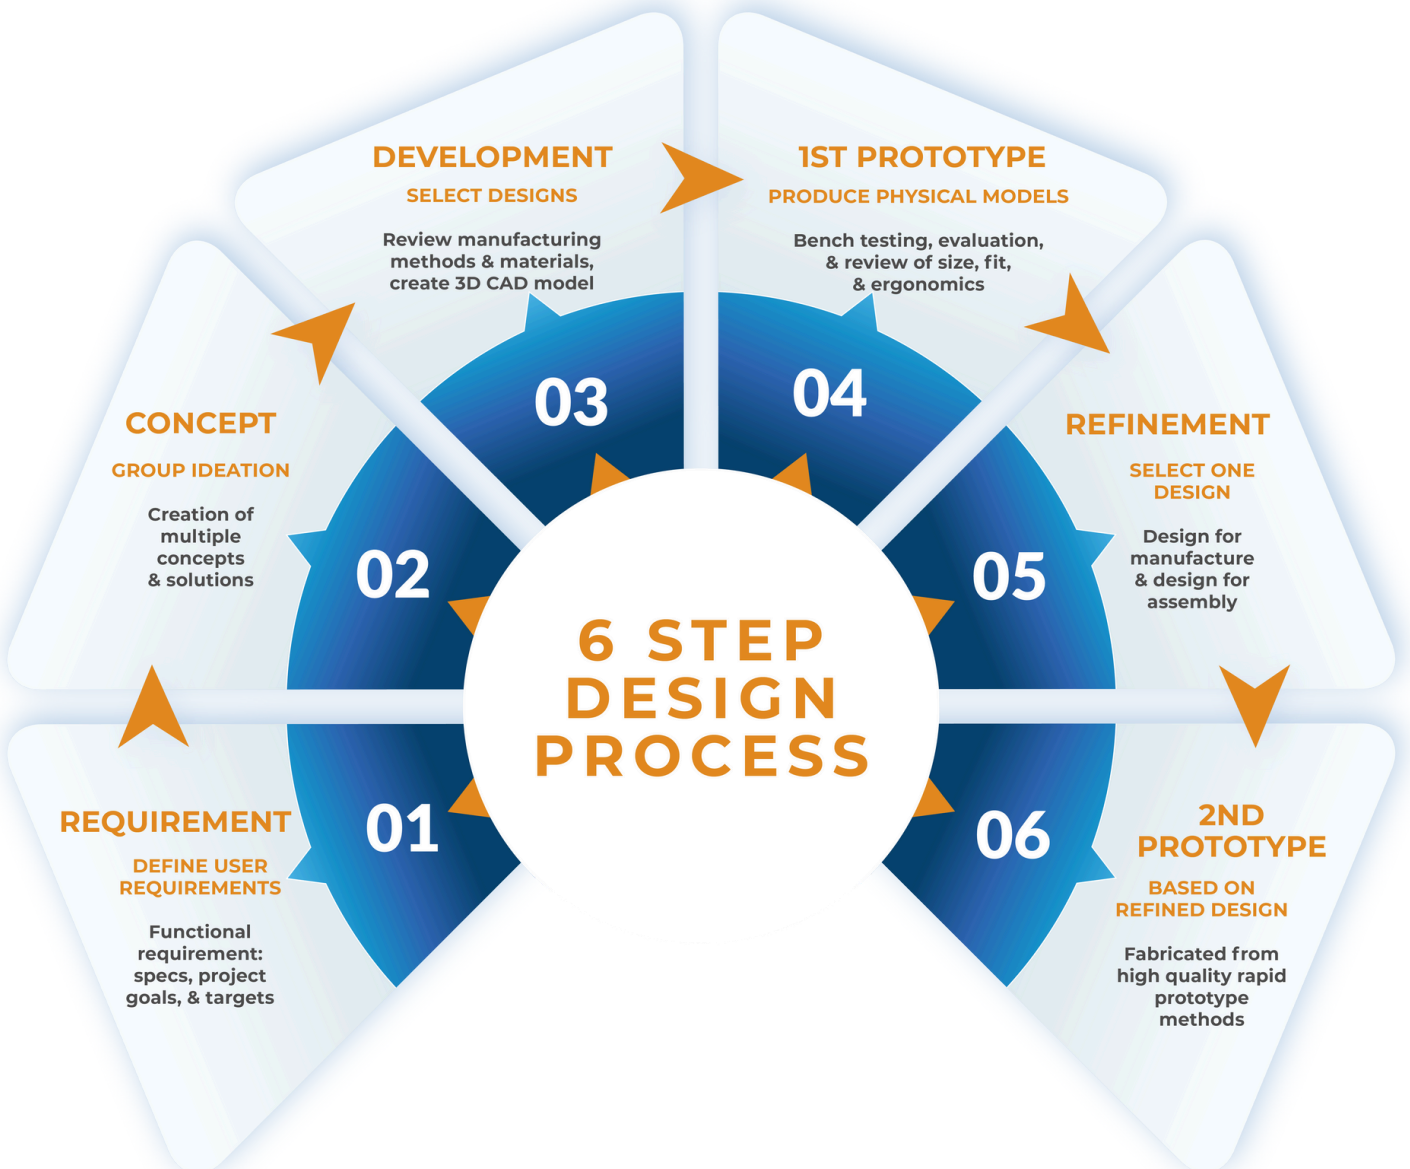 6 STEP
DESIGN
PROCESS
01
REQUIREMENT
DEFINE USER
REQUIREMENTS
Functional
requirement:
specs, project
goals, & targets
02
CONCEPT
GROUP IDEATION
Creation of
multiple
concepts
& solutions
03
DEVELOPMENT
SELECT DESIGNS
Review manufacturing
methods & materials,
create 3D CAD model
04
1ST PROTOTYPE
PRODUCE PHYSICAL MODELS
Bench testing, evaluation,
& review of size, fit,
& ergonomics
05
REFINEMENT
SELECT ONE
DESIGN
Design for
manufacture
& design for
assembly
06
2ND
PROTOTYPE
BASED ON
REFINED DESIGN
Fabricated from
high quality rapid
prototype
methods